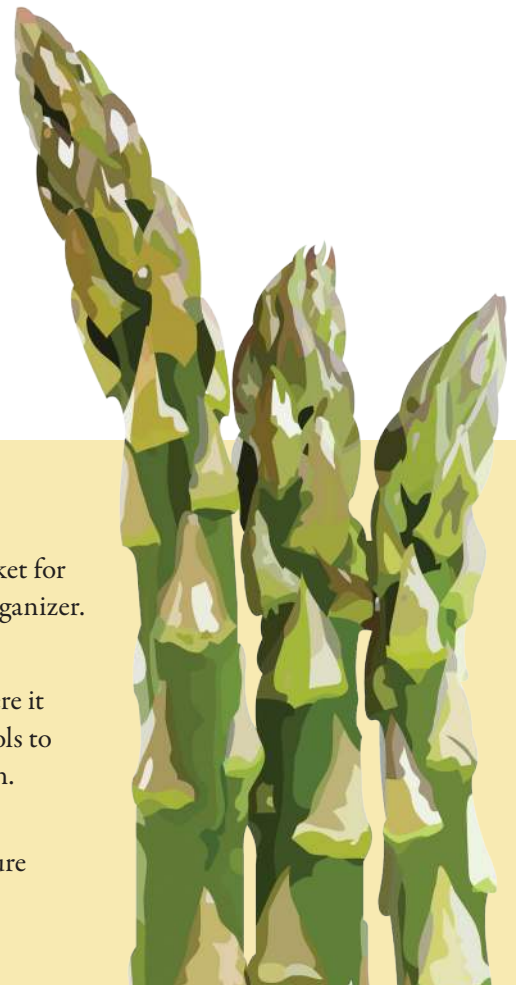 ket for
ganizer.
re it
ols to
n.
ure